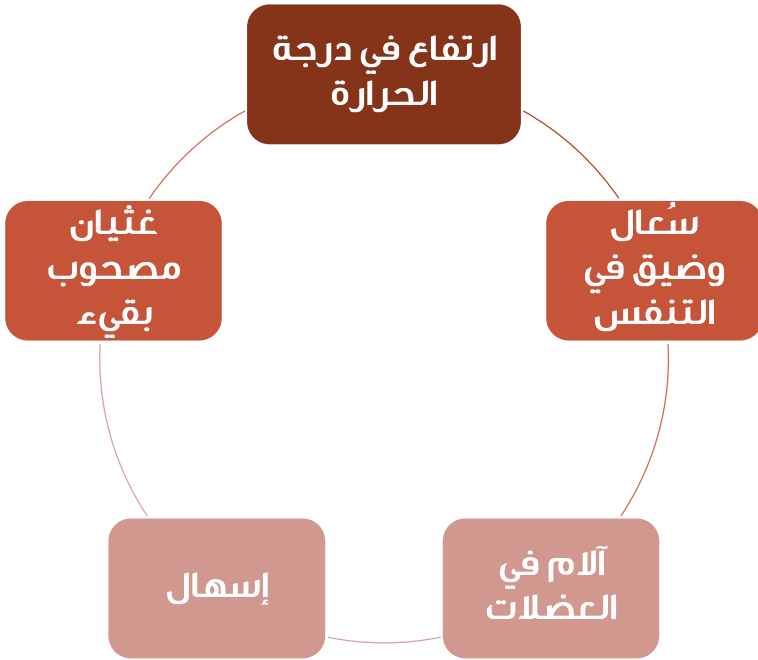 ارتفاع في درجة
الحرارة
سُعال
وضيق في
التنفس
آلام في
العضلات
إسهال
غثيان
مصحوب
بقيء